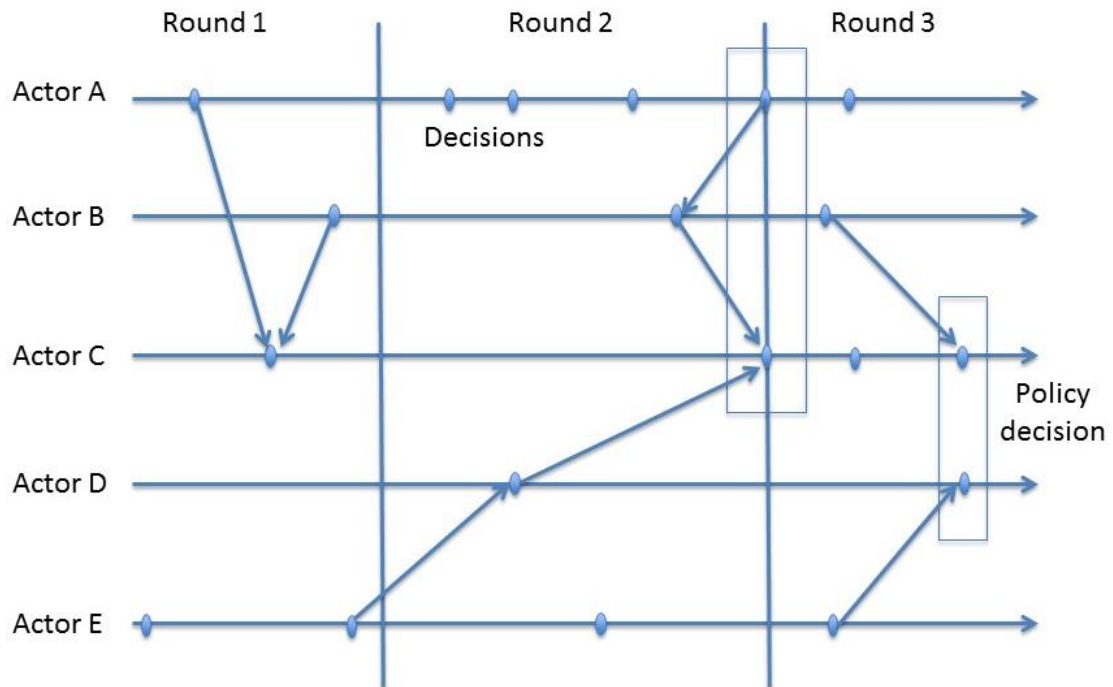 Round 1
Round 2
Round 3
Actor A
Decisions
Actor B
Actor C
Policy
decision
Actor D
Actor E